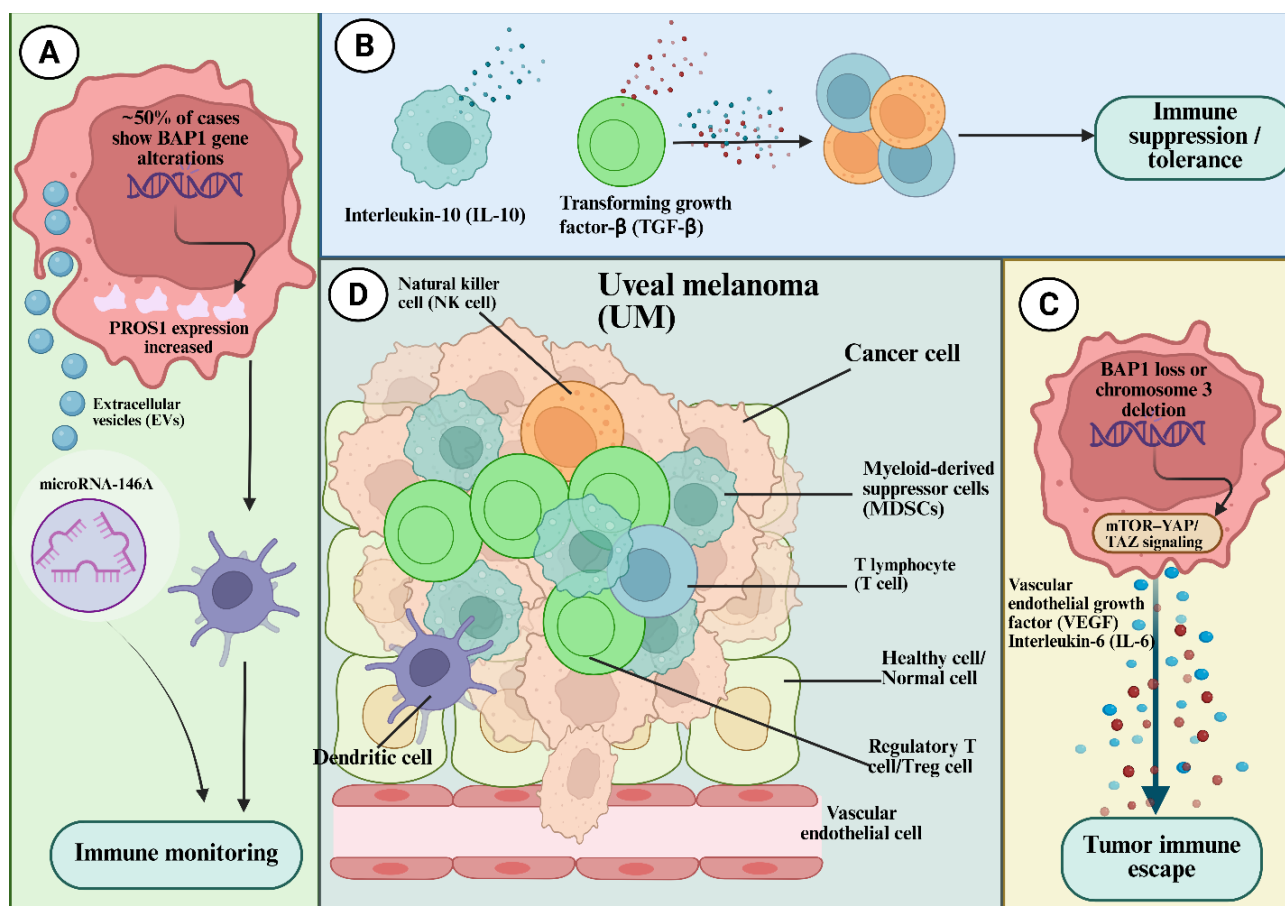 A
~50% of cases
show BAP1 gene
alterations
PROS1 expression
increased
Extracellular
vesicles (EVs)
microRNA-146A
Immune monitoring
B
Interleukin-10 (IL-10)
Transforming growth
factor-β (TGF-β)
Immune
suppression /
tolerance
D
Uveal melanoma
(UM)
Natural killer
cell (NK cell)
Cancer cell
Myeloid-derived
suppressor cells
(MDSCs)
T lymphocyte
(T cell)
Healthy cell/
Normal cell
Regulatory T
cell/Treg cell
Dendritic cell
Vascular
endothelial cell
C
BAP1 loss or
chromosome 3
deletion
mTOR–YAP/
TAZ signaling
Vascular
endothelial growth
factor (VEGF)
Interleukin-6 (IL-6)
Tumor immune
escape